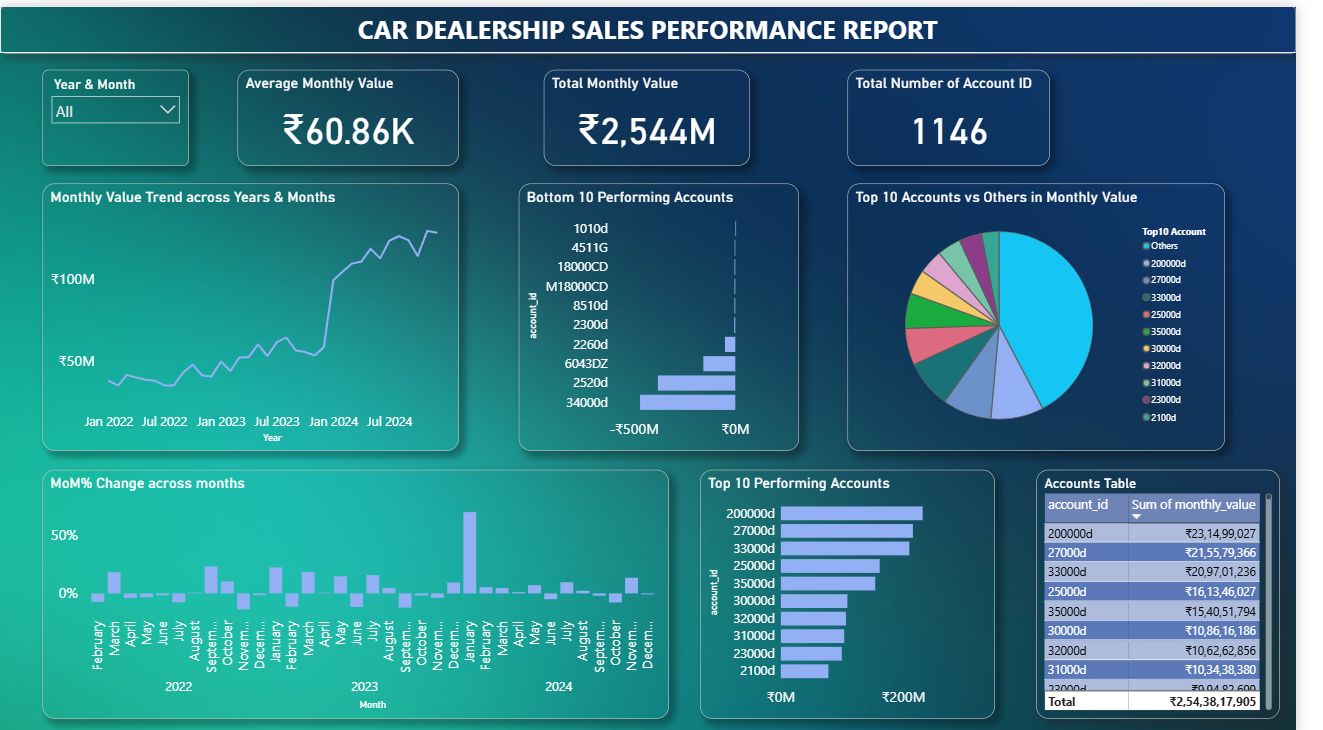 CAR DEALERSHIP SALES PERFORMANCE REPORT
Year & Month
All
Average Monthly Value
₹60.86K
Total Monthly Value
₹2,544M
Total Number of Account ID
1146
Monthly Value Trend across Years & Months
₹100M
₹50M
Jan 2022 Jul 2022 Jan 2023 Jul 2023 Jan 2024 Jul 2024
Year
Bottom 10 Performing Accounts
account_id
1010d
4511G
18000CD
M18000CD
8510d
2300d
2260d
6043DZ
2520d
34000d
-₹500M ₹0M
Top 10 Accounts vs Others in Monthly Value
Top10 Account
Others
200000d
27000d
33000d
25000d
35000d
30000d
32000d
31000d
23000d
2100d
MoM% Change across months
50%
0%
February March April May June July August Septem... October Novem... Decem... January February March April May June July August Septem... October Novem... Decem... January February March April May June July August Septem... October Novem... Decem...
2022 2023 2024
Month
Top 10 Performing Accounts
account_id
200000d
27000d
33000d
25000d
35000d
30000d
32000d
31000d
23000d
2100d
₹0M ₹200M
Accounts Table
account_id Sum of monthly_value
200000d ₹23,14,99,027
27000d ₹21,55,79,366
33000d ₹20,97,01,236
25000d ₹16,13,46,027
35000d ₹15,40,51,794
30000d ₹10,86,16,186
32000d ₹10,62,62,856
31000d ₹10,34,38,380
23000d ₹9,94,82,699
Total ₹2,54,38,17,905